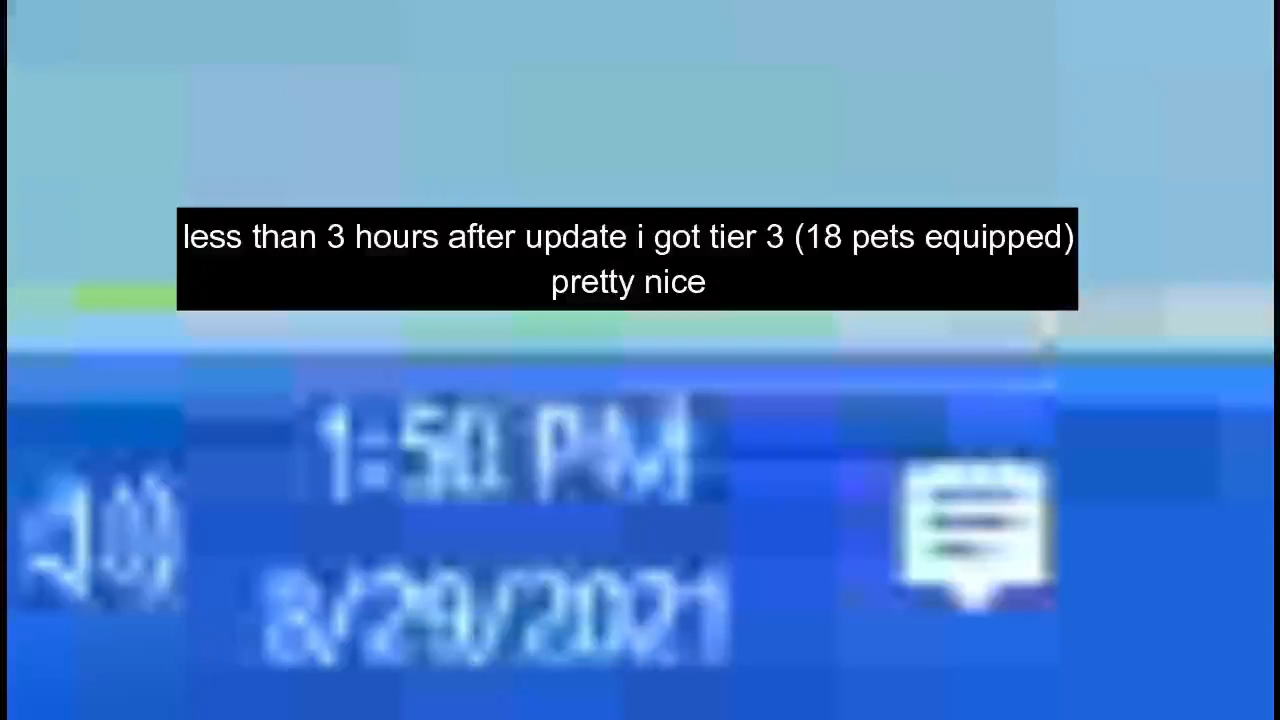 less than 3 hours after update i got tier 3 (18 pets equipped)
pretty nice
1:50 PM
8/29/2021